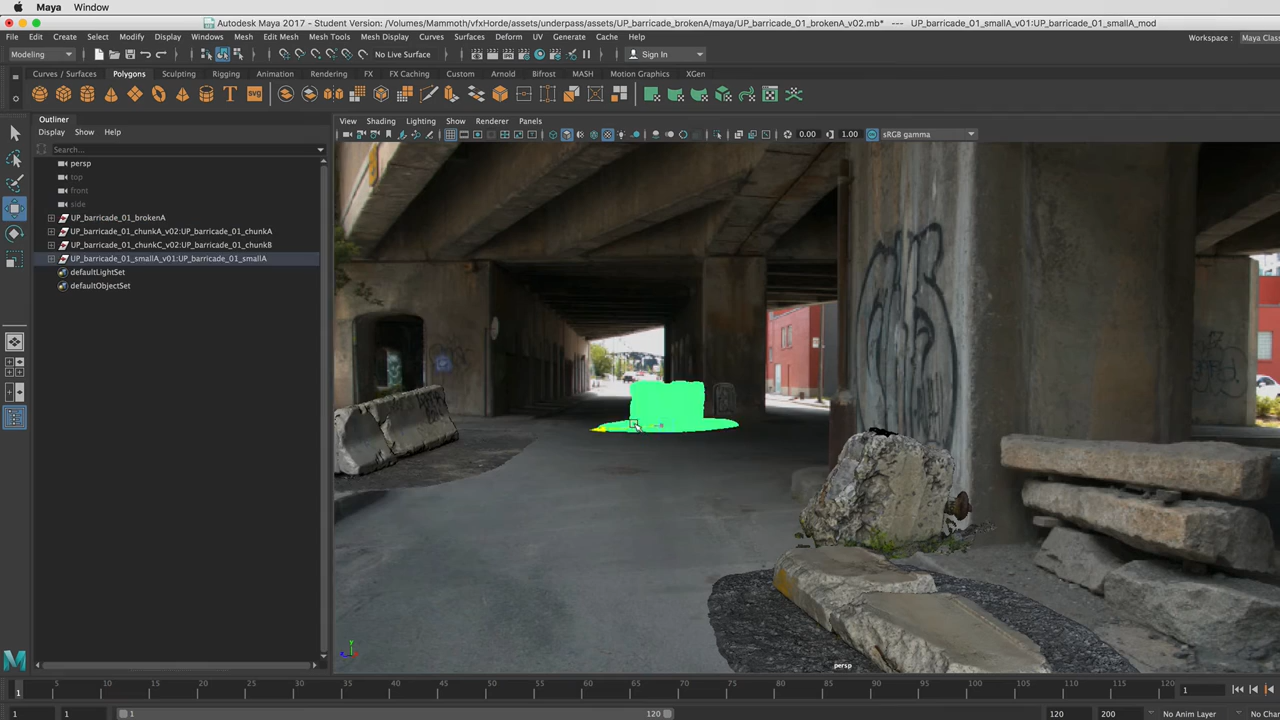 Maya Window
Autodesk Maya 2017 - Student Version: /Volumes/Mammoth/vfxHorde/assets/underpass/assets/UP_barricade_brokenA/maya/UP_barricade_01_brokenA_v02.mb* --- UP_barricade_01_smallA_v01:UP_barricade_01_smallA_mod
File Edit Create Select Modify Display Windows Mesh Edit Mesh Mesh Tools Mesh Display Curves Surfaces Deform UV Generate Cache Help Workspace : Maya Clas
Modeling No Live Surface Sign In
Curves / Surfaces Polygons Sculpting Rigging Animation Rendering FX FX Caching Custom Arnold Bifrost MASH Motion Graphics XGen
T svg
Outliner
View Shading Lighting Show Renderer Panels
Display Show Help
0.00 1.00 sRGB gamma
Search...
persp
top
front
side
UP_barricade_01_brokenA
UP_barricade_01_chunkA_v02:UP_barricade_01_chunkA
UP_barricade_01_chunkC_v02:UP_barricade_01_chunkB
UP_barricade_01_smallA_v01:UP_barricade_01_smallA
defaultLightSet
defaultObjectSet
persp
1 5 10 15 20 25 30 35 40 45 50 55 60 65 70 75 80 85 90 95 100 105 110 115 120 1
1 1 1 120 120 200 No Anim Layer No Cha